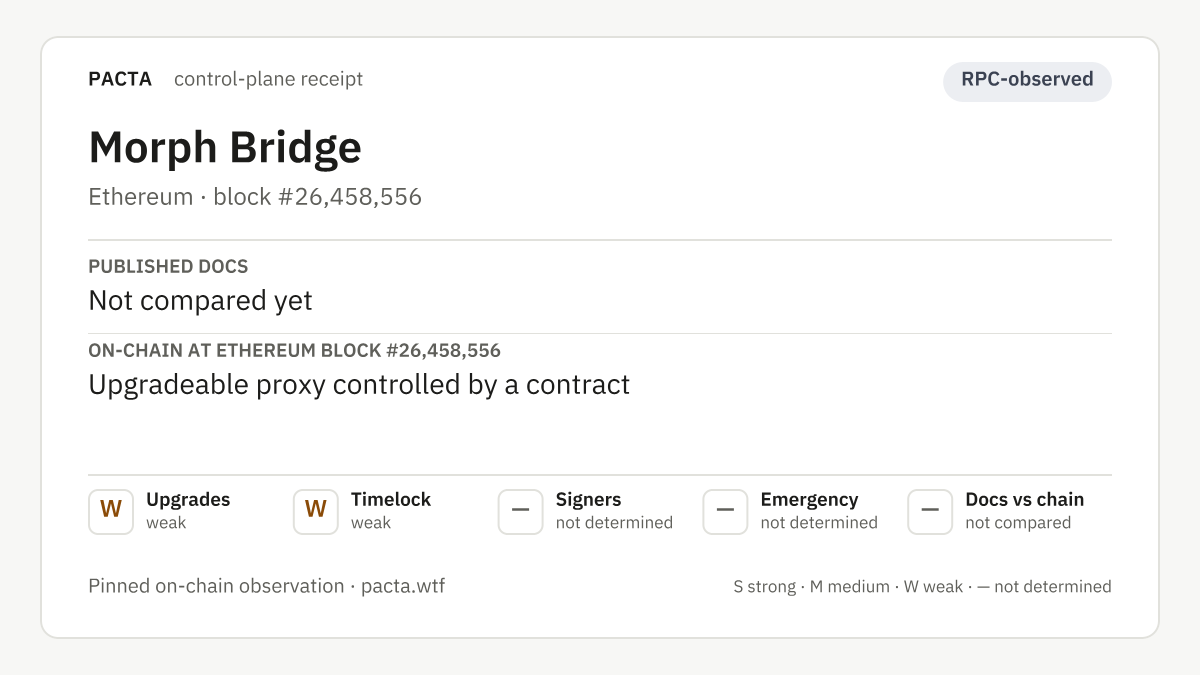 PACTA control-plane receipt RPC-observed
Morph Bridge
Ethereum · block #26,458,556
PUBLISHED DOCS
Not compared yet
ON-CHAIN AT ETHEREUM BLOCK #26,458,556
Upgradeable proxy controlled by a contract
W Upgrades weak
W Timelock weak
— Signers not determined
— Emergency not determined
— Docs vs chain not compared
Pinned on-chain observation · pacta.wtf
S strong · M medium · W weak · — not determined